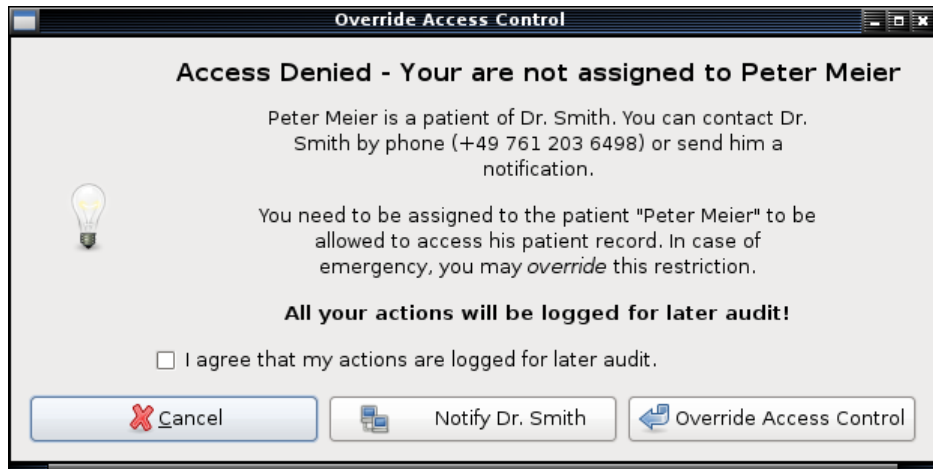 Override Access Control
Access Denied - Your are not assigned to Peter Meier
Peter Meier is a patient of Dr. Smith. You can contact Dr.
Smith by phone (+49 761 203 6498) or send him a
notification.
You need to be assigned to the patient "Peter Meier" to be
allowed to access his patient record. In case of
emergency, you may override this restriction.
All your actions will be logged for later audit!
I agree that my actions are logged for later audit.
Cancel
Notify Dr. Smith
Override Access Control